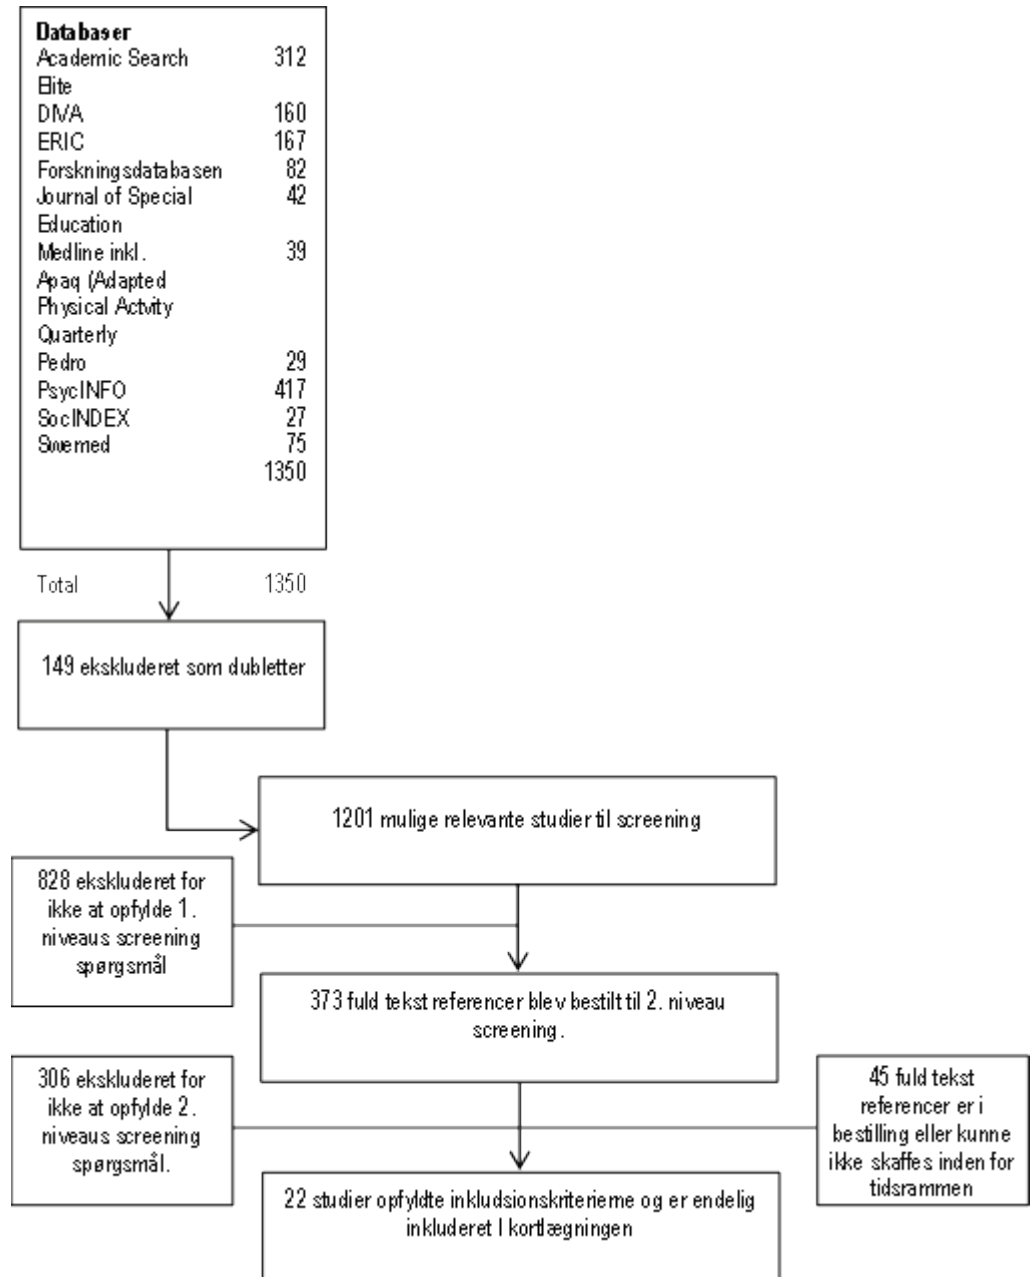 Databaser
Academic Search 312
Elite
DIVA 160
ERIC 167
Forskningsdatabasen 82
Journal of Special 42
Education
Medline inkl. 39
Apaq (Adapted
Physical Actvity
Quarterly
Pedro 29
PsycINFO 417
SocINDEX 27
Swemed 75
1350
Total 1350
149 ekskluderet som dubletter
1201 mulige relevante studier til screening
828 ekskluderet for
ikke at opfylde 1.
niveaus screening
spørgsmål
373 fuld tekst referencer blev bestilt til 2. niveau
screening.
306 ekskluderet for
ikke at opfylde 2.
niveaus screening
spørgsmål.
45 fuld tekst
referencer er i
bestilling eller kunne
ikke skaffes inden for
tidsrammen
22 studier opfyldte inkludsionskriterierne og er endelig
inkluderet I kortlægningen